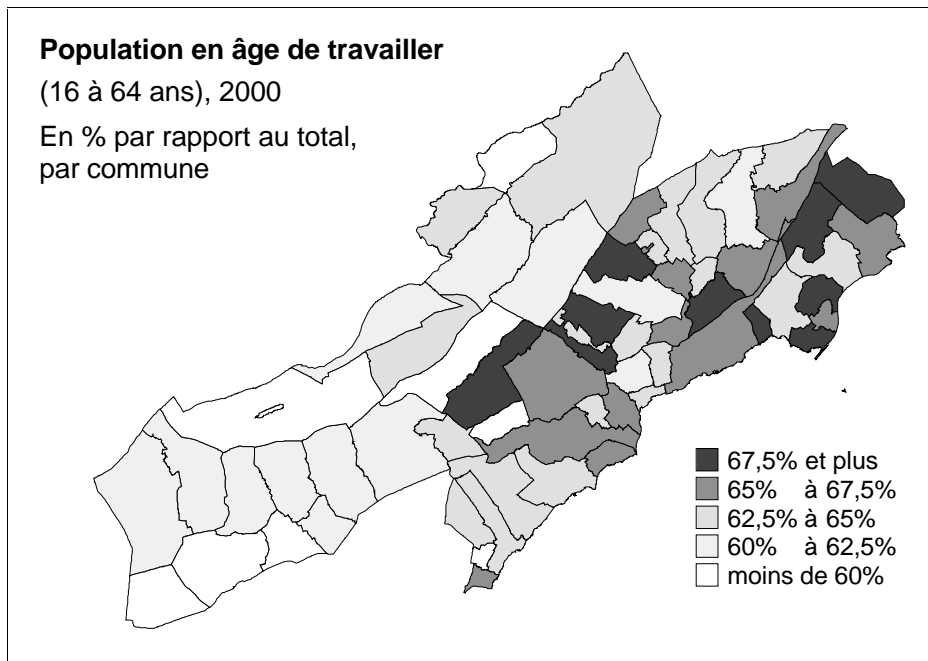 Population en âge de travailler
(16 à 64 ans), 2000
En % par rapport au total,
par commune
67,5% et plus
65% à 67,5%
62,5% à 65%
60% à 62,5%
moins de 60%